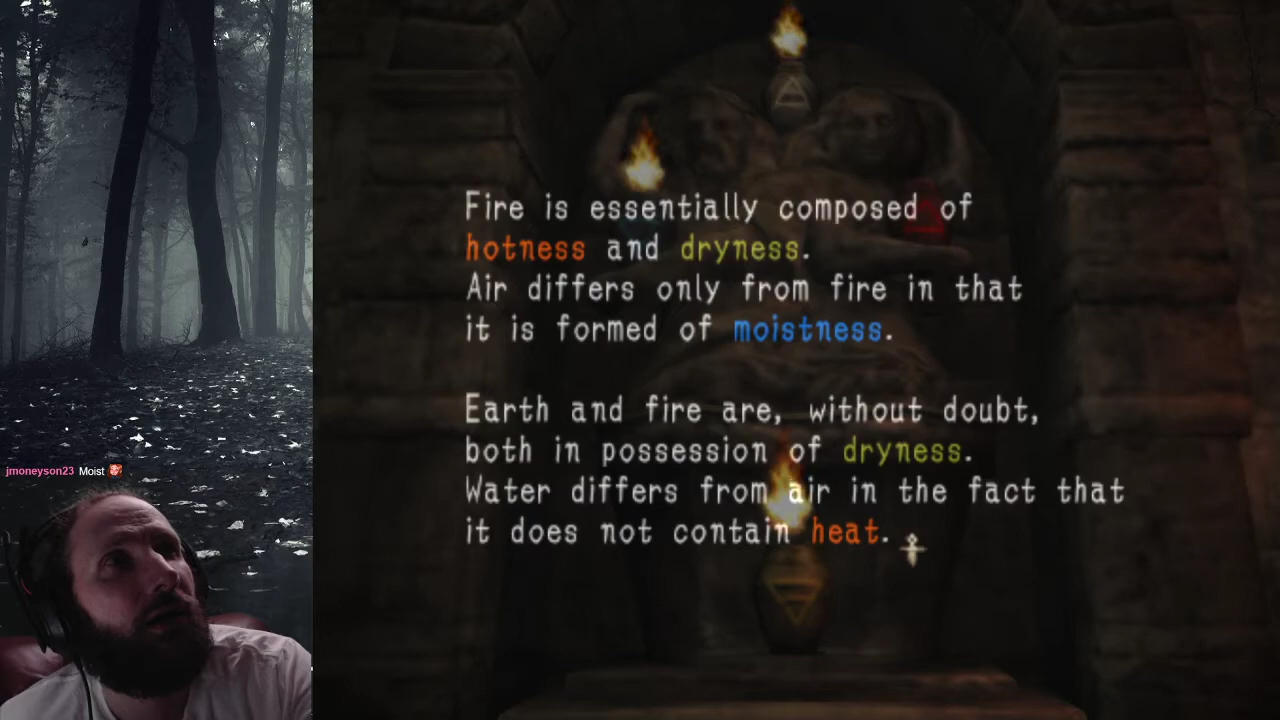 Fire is essentially composed of
hotness and dryness.
Air differs only from fire in that
it is formed of moistness.
Earth and fire are, without doubt,
both in possession of dryness.
Water differs from air in the fact that
it does not contain heat.
jmoneyson23 Moist